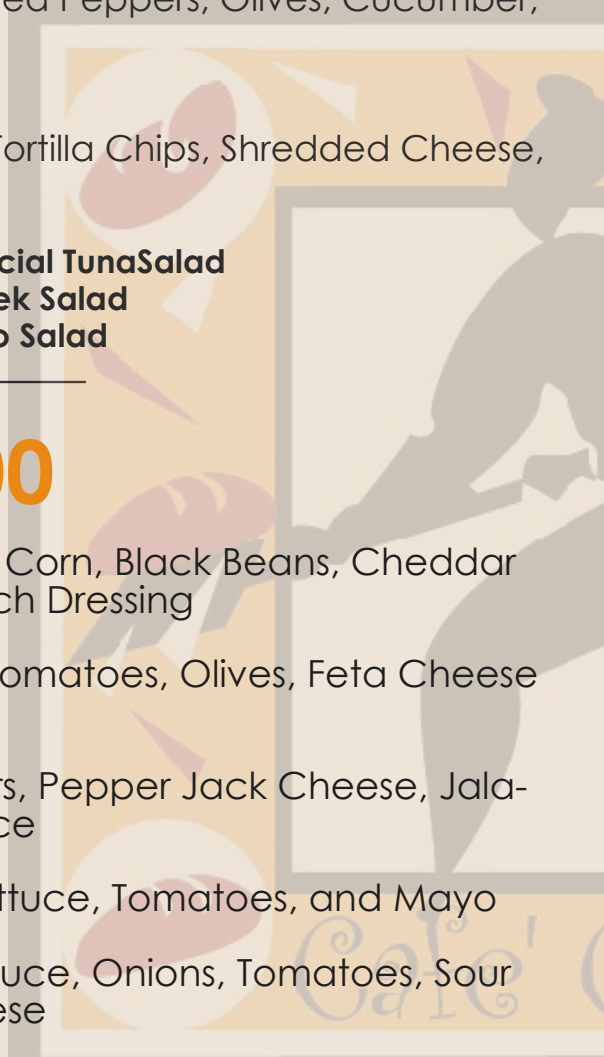 ed Peppers, Olives, Cucumber,
Tortilla Chips, Shredded Cheese,
cial TunaSalad
ek Salad
o Salad
00
Corn, Black Beans, Cheddar
ch Dressing
omatoes, Olives, Feta Cheese
rs, Pepper Jack Cheese, Jala-
ce
ttuce, Tomatoes, and Mayo
uce, Onions, Tomatoes, Sour
ese
Cafe' C